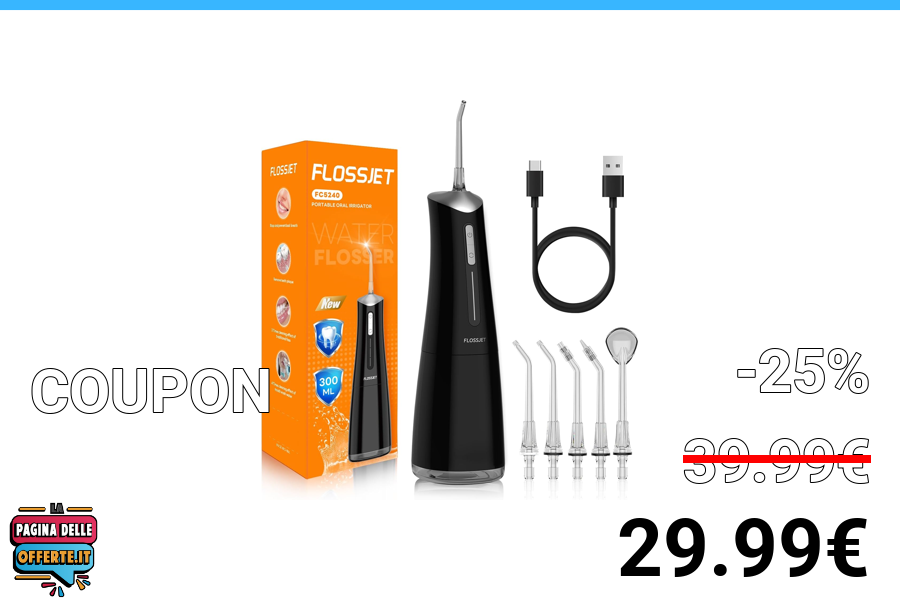 FLOSSJET
FLOSSJET
FC5240
PORTABLE ORAL IRRIGATOR
WATER
FLOSSER
New
300
ML
FLOSSJET
FLOSSJET
COUPON
-25%
39.99€
29.99€
LA
PAGINA DELLE
OFFERTE.IT